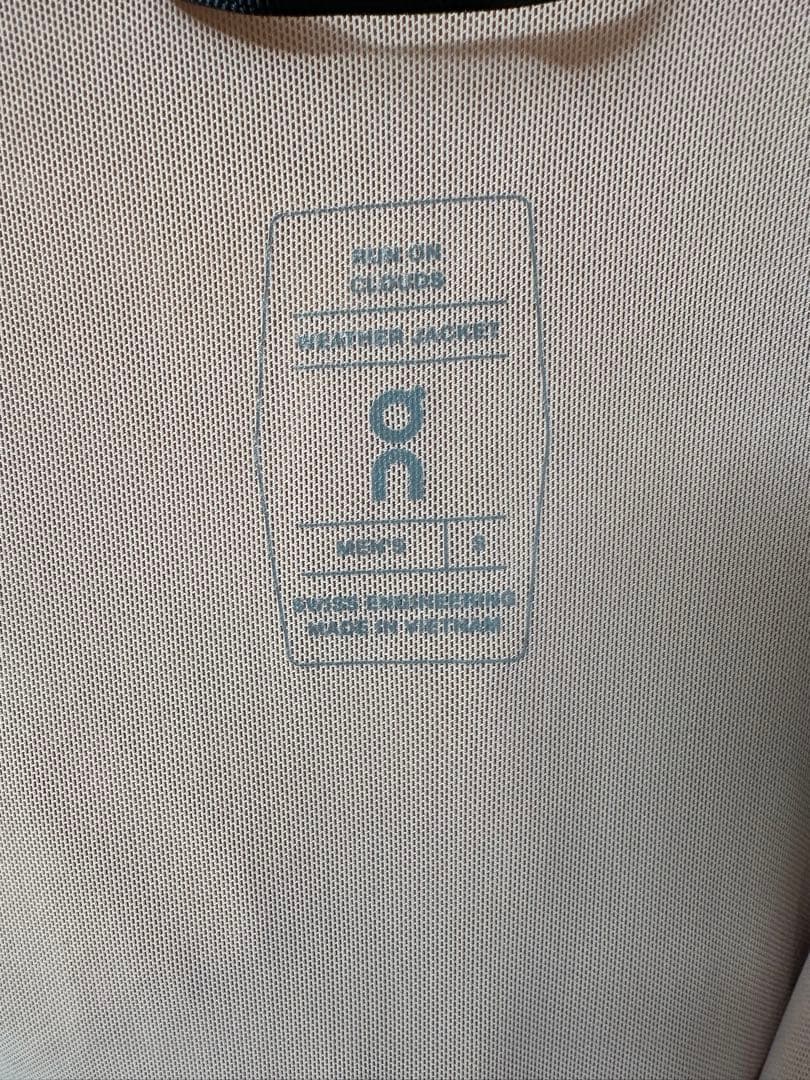 RUN ON
CLOUDS
WEATHER JACKET
On
MEN'S S
SWISS ENGINEERING
MADE IN VIETNAM